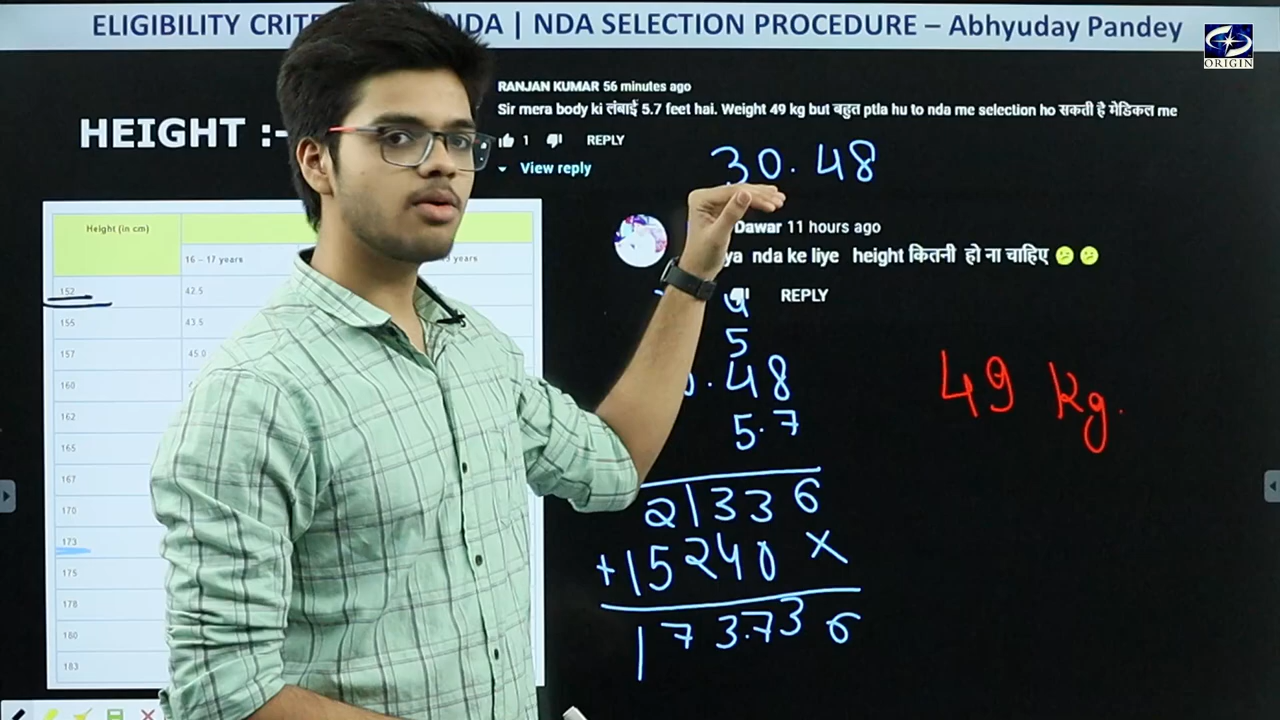 ELIGIBILITY NDA | NDA SELECTION PROCEDURE – Abhyuday Pandey
ORIGIN
RANJAN KUMAR 56 minutes ago
Sir mera body ki लंबाई 5.7 feet hai. Weight 49 kg but बहुत ptla hu to nda me selection ho सकती है मेडिकल me
1 REPLY
View reply
HEIGHT :-
30.48
Dawar 11 hours ago
ya nda ke liye height कितनी हो ना चाहिए 🫤🫤
REPLY
Height (in cm)
16 – 17 years
years
152 42.5
155 43.5
157 45.0
160
162
165
167
170
173
175
178
180
183
5
.48
5.7
21336
+15240 ×
173.736
49 kg.